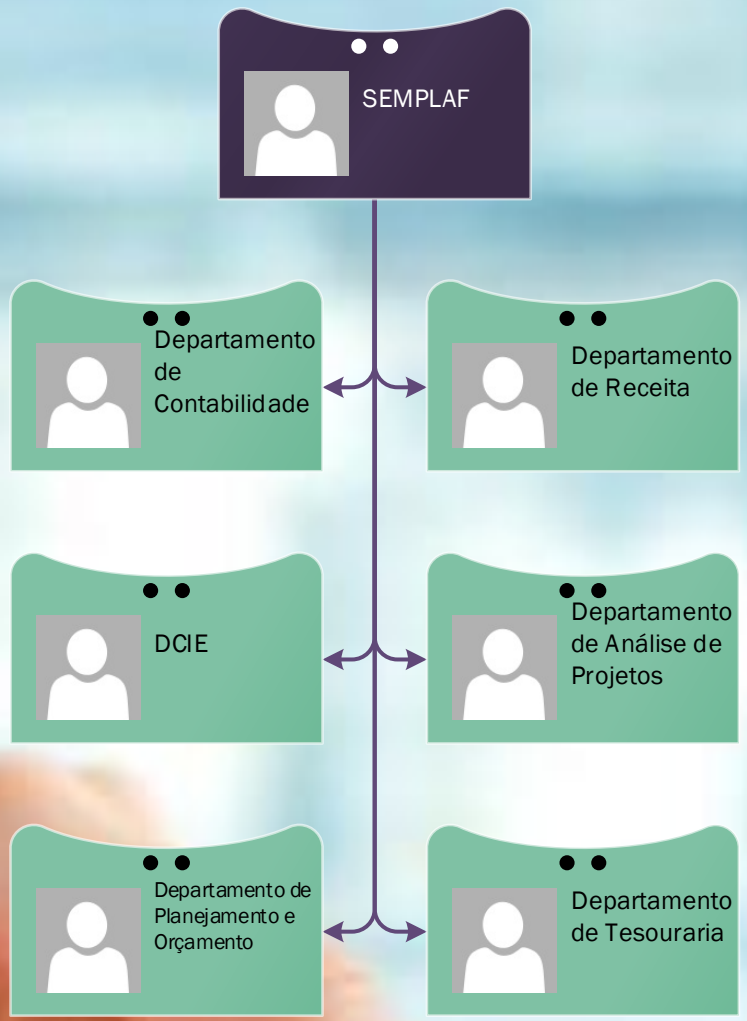 SEMPLAF
Departamento
de
Contabilidade
Departamento
de Receita
DCIE
Departamento
de Análise de
Projetos
Departamento de
Planejamento e
Orçamento
Departamento
de Tesouraria